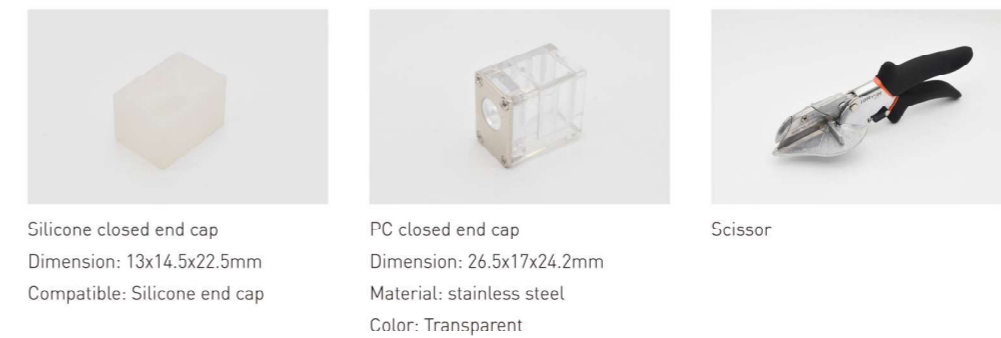 Silicone closed end cap
Dimension: 13x14.5x22.5mm
Compatible: Silicone end cap
PC closed end cap
Dimension: 26.5x17x24.2mm
Material: stainless steel
Color: Transparent
Scissor